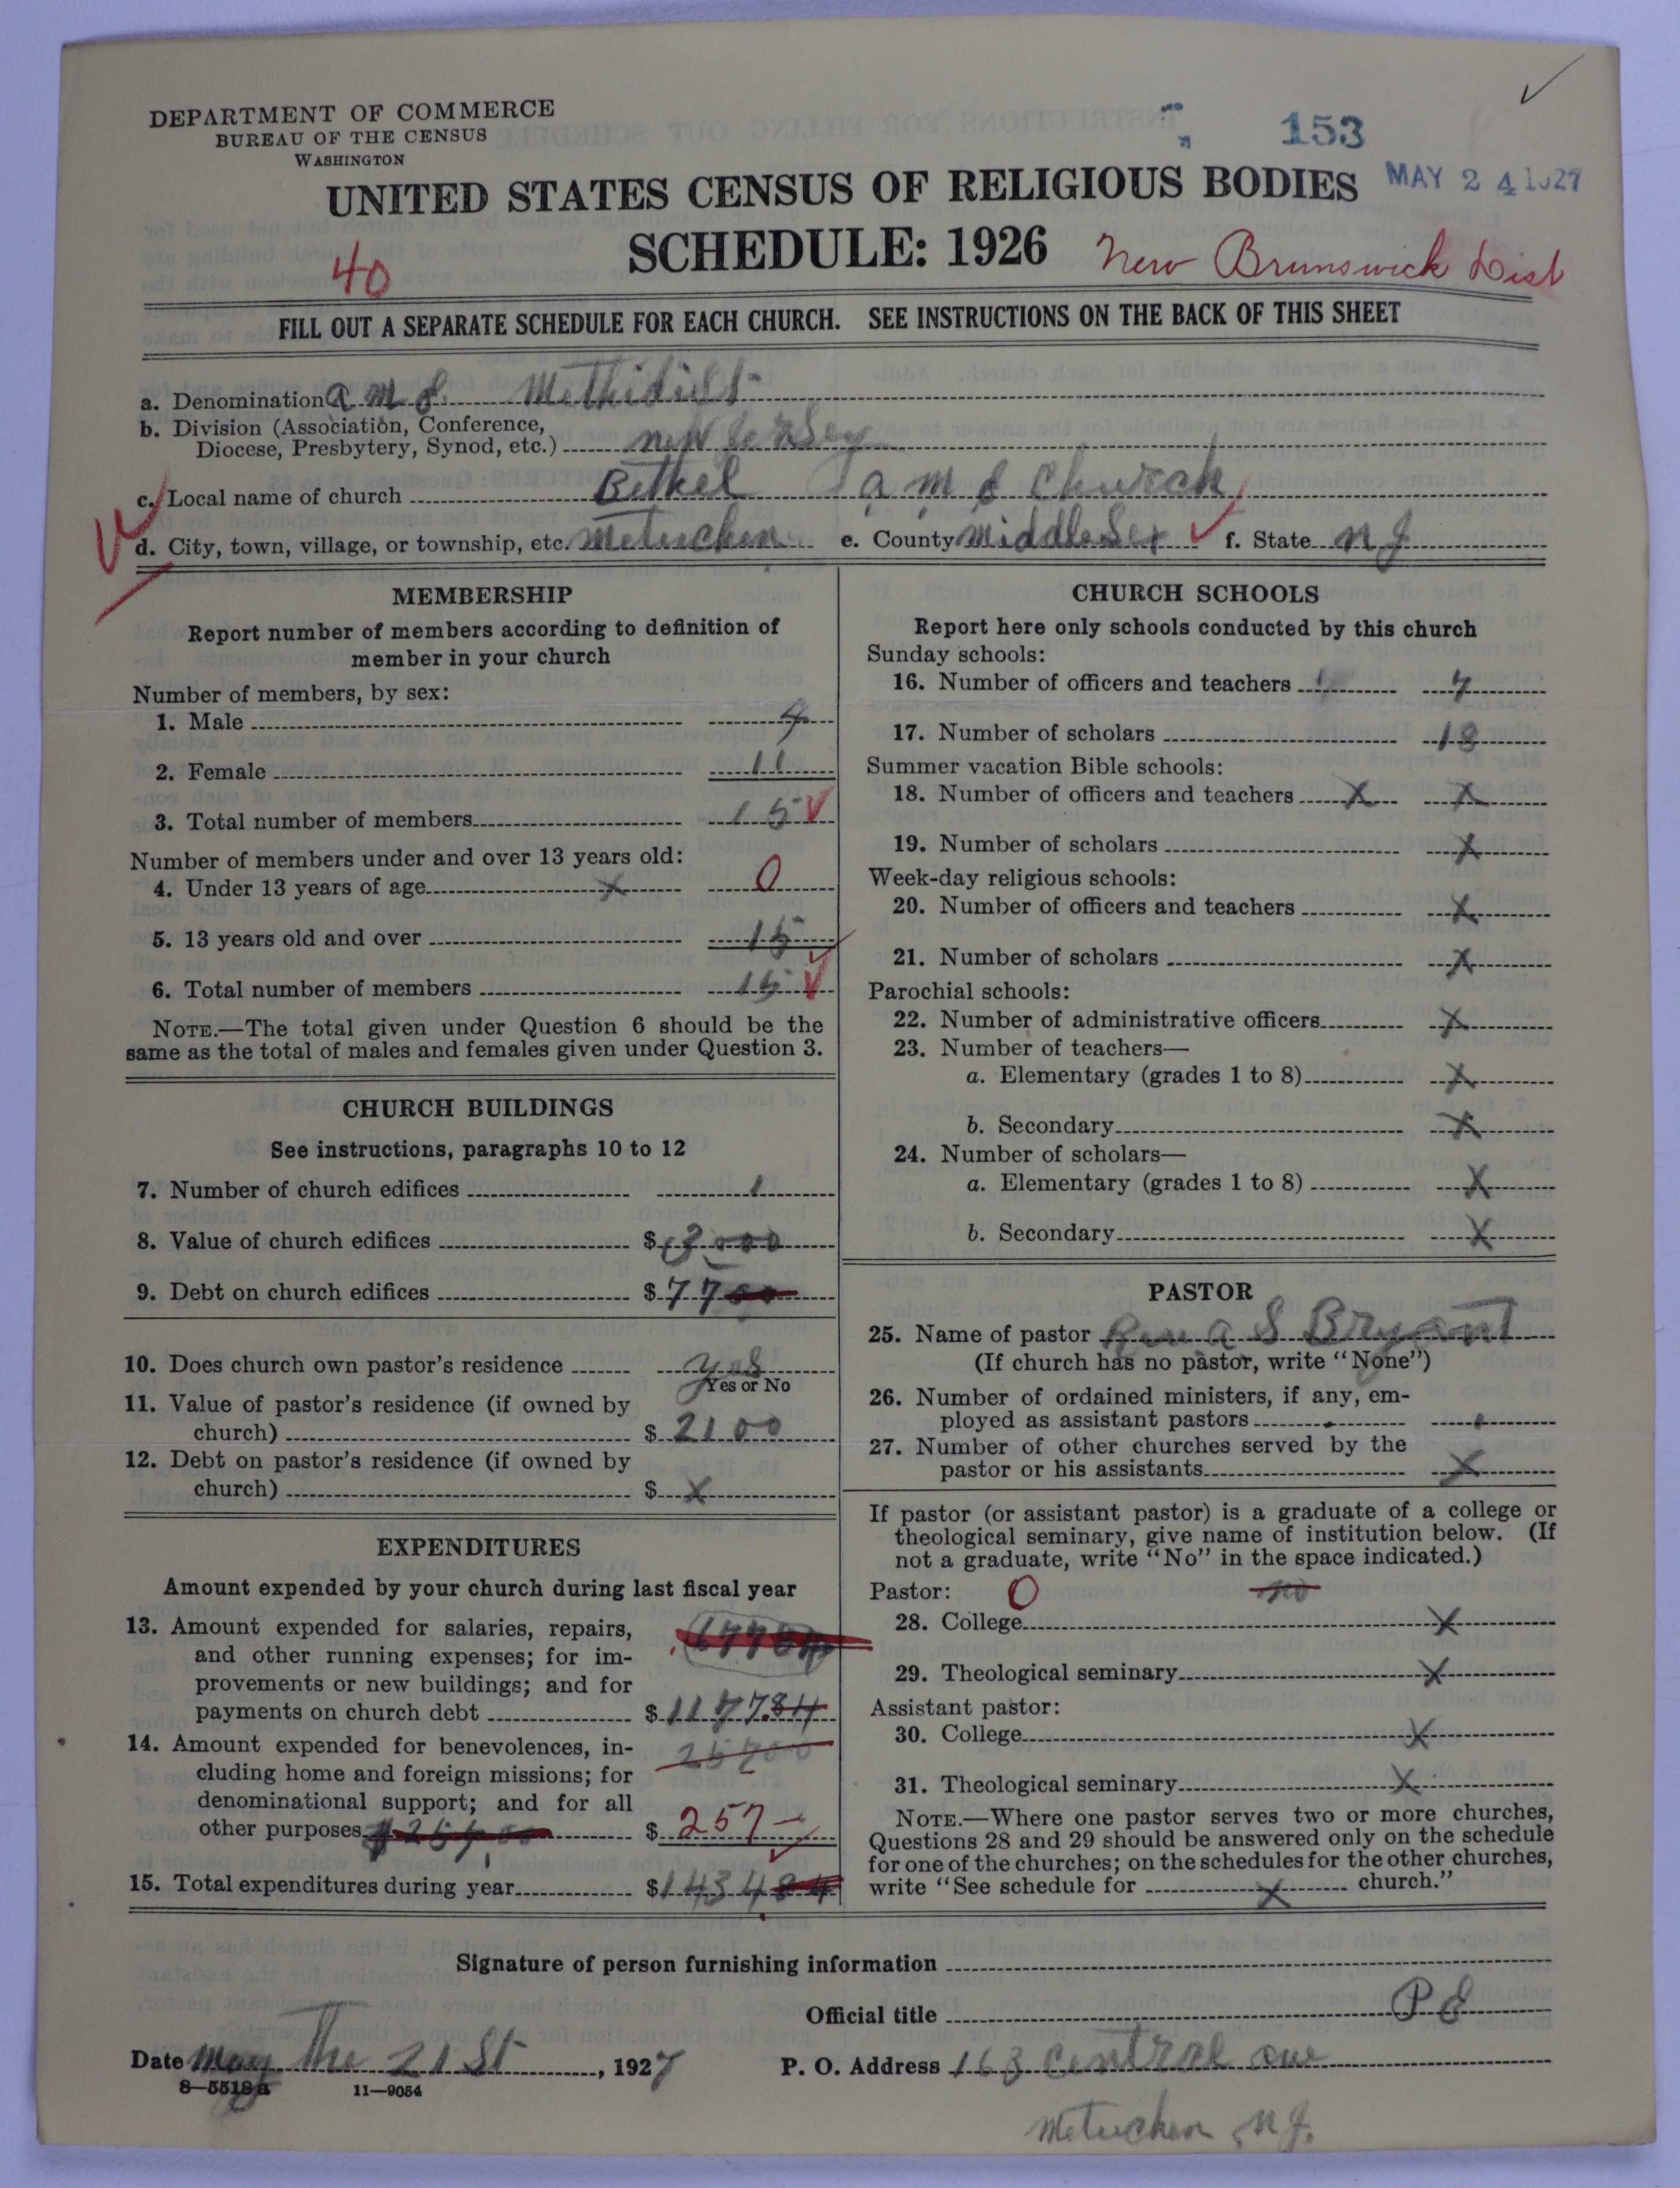 DEPARTMENT OF COMMERCE
BUREAU OF THE CENSUS
WASHINGTON
153
MAY 24 1927
UNITED STATES CENSUS OF RELIGIOUS BODIES
SCHEDULE: 1926
New Brunswick Dist
40
FILL OUT A SEPARATE SCHEDULE FOR EACH CHURCH. SEE INSTRUCTIONS ON THE BACK OF THIS SHEET
a. Denomination A M E Methidist
b. Division (Association, Conference,
Diocese, Presbytery, Synod, etc.) new Jersey
c. Local name of church Bethel A M E Church
d. City, town, village, or township, etc. Metuchen e. County MiddleSex f. State N J
MEMBERSHIP
Report number of members according to definition of
member in your church
Number of members, by sex:
1. Male 4
2. Female 11
3. Total number of members 15
Number of members under and over 13 years old:
4. Under 13 years of age X 0
5. 13 years old and over 15
6. Total number of members 15
NOTE.—The total given under Question 6 should be the
same as the total of males and females given under Question 3.
CHURCH BUILDINGS
See instructions, paragraphs 10 to 12
7. Number of church edifices 1
8. Value of church edifices $ 3000
9. Debt on church edifices $ 7700
10. Does church own pastor's residence yes
Yes or No
11. Value of pastor's residence (if owned by
church) $ 2100
12. Debt on pastor's residence (if owned by
church) $ X
EXPENDITURES
Amount expended by your church during last fiscal year
13. Amount expended for salaries, repairs,
and other running expenses; for im-
provements or new buildings; and for
payments on church debt $ 1177.84
14. Amount expended for benevolences, in-
cluding home and foreign missions; for
denominational support; and for all
other purposes $257.00 $ 257—
25700
15. Total expenditures during year $1434 84
CHURCH SCHOOLS
Report here only schools conducted by this church
Sunday schools:
16. Number of officers and teachers 7
17. Number of scholars 18
Summer vacation Bible schools:
18. Number of officers and teachers X X
19. Number of scholars X
Week-day religious schools:
20. Number of officers and teachers X
21. Number of scholars X
Parochial schools:
22. Number of administrative officers X
23. Number of teachers—
a. Elementary (grades 1 to 8) X
b. Secondary X
24. Number of scholars—
a. Elementary (grades 1 to 8) X
b. Secondary X
PASTOR
25. Name of pastor Rev A S Bryant
(If church has no pastor, write "None")
26. Number of ordained ministers, if any, em-
ployed as assistant pastors
27. Number of other churches served by the
pastor or his assistants X
If pastor (or assistant pastor) is a graduate of a college or
theological seminary, give name of institution below. (If
not a graduate, write "No" in the space indicated.)
Pastor: 0 no
28. College X
29. Theological seminary X
Assistant pastor:
30. College X
31. Theological seminary X
NOTE.—Where one pastor serves two or more churches,
Questions 28 and 29 should be answered only on the schedule
for one of the churches; on the schedules for the other churches,
write "See schedule for X church."
Signature of person furnishing information
Official title P E
Date May The 21 St, 1927
P. O. Address 163 Central ave
Metuchen, N.J.
8—5518a 11—9054